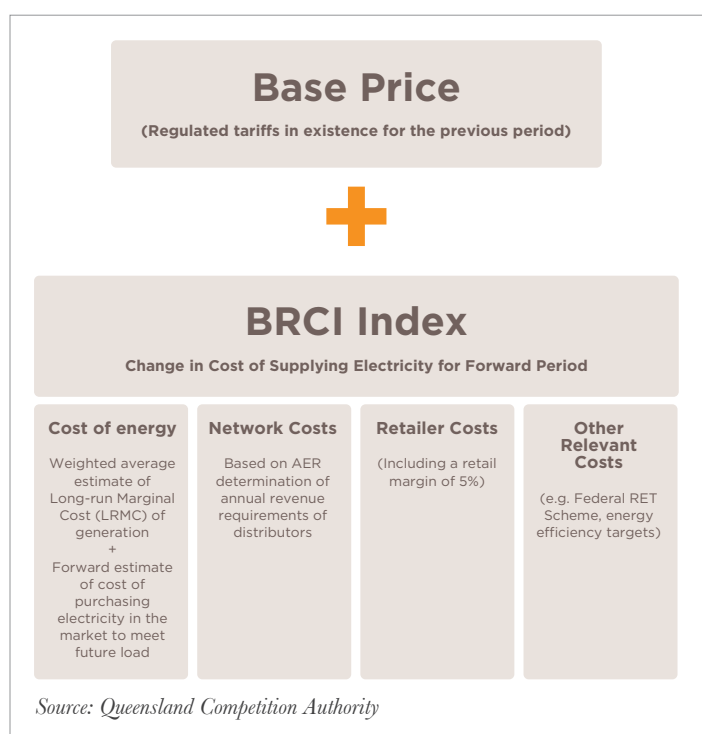 Base Price
(Regulated tariffs in existence for the previous period)
BRCI Index
Change in Cost of Supplying Electricity for Forward Period
Cost of energy
Weighted average
estimate of
Long-run Marginal
Cost (LRMC) of
generation
+
Forward estimate
of cost of
purchasing
electricity in the
market to meet
future load
Network Costs
Based on AER
determination of
annual revenue
requirements of
distributors
Retailer Costs
(Including a retail
margin of 5%)
Other
Relevant
Costs
(e.g. Federal RET
Scheme, energy
efficiency targets)
Source: Queensland Competition Authority